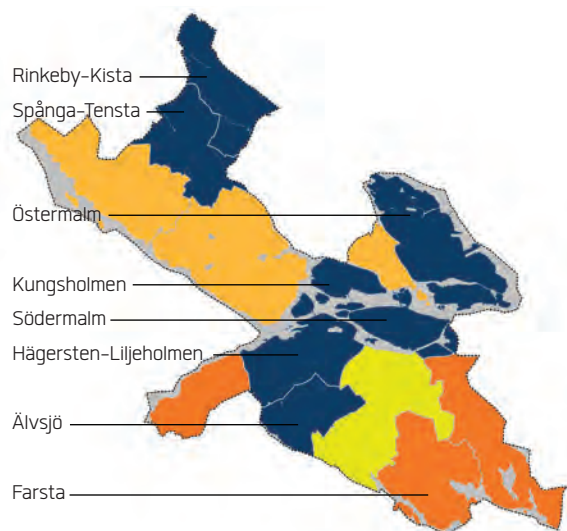 Rinkeby-Kista
Spånga-Tensta
Östermalm
Kungsholmen
Södermalm
Hägersten-Liljeholmen
Älvsjö
Farsta